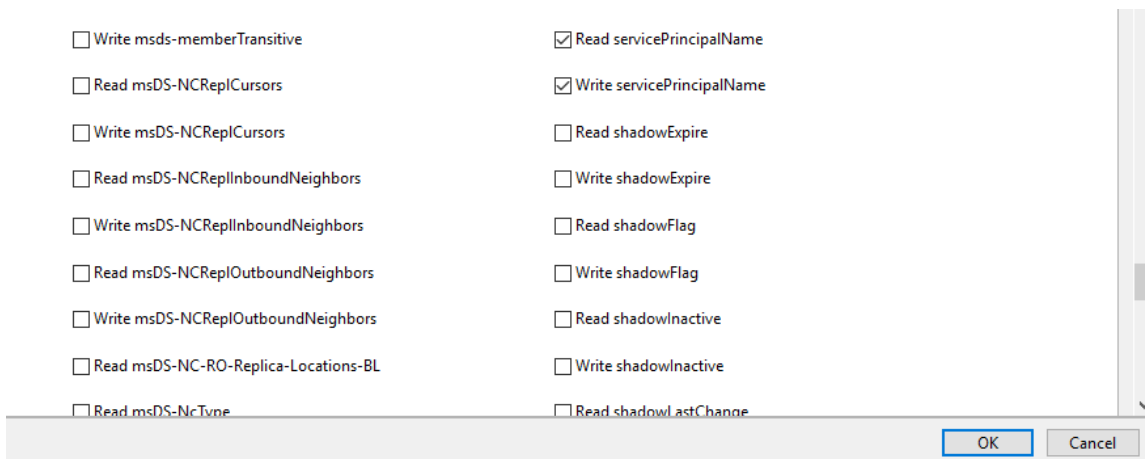 Write msds-memberTransitive
Read servicePrincipalName
Read msDS-NCReplCursors
Write servicePrincipalName
Write msDS-NCReplCursors
Read shadowExpire
Read msDS-NCReplInboundNeighbors
Write shadowExpire
Write msDS-NCReplInboundNeighbors
Read shadowFlag
Read msDS-NCReplOutboundNeighbors
Write shadowFlag
Write msDS-NCReplOutboundNeighbors
Read shadowInactive
Read msDS-NC-RO-Replica-Locations-BL
Write shadowInactive
Read msDS-NcType
Read shadowLastChange
OK
Cancel